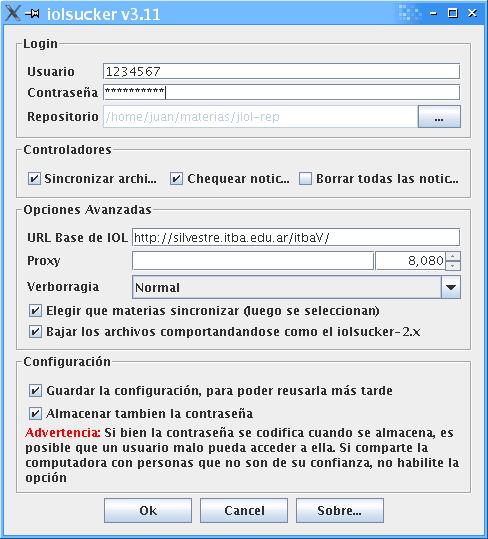 iolsucker v3.11
Login
Usuario 1234567
Contraseña **********
Repositorio /home/juan/materias/jiol-rep ...
Controladores
Sincronizar archi... Chequear notic... Borrar todas las notic...
Opciones Avanzadas
URL Base de IOL http://silvestre.itba.edu.ar/itbaV/
Proxy 8,080
Verborragia Normal
Elegir que materias sincronizar (luego se seleccionan)
Bajar los archivos comportandose como el iolsucker-2.x
Configuración
Guardar la configuración, para poder reusarla más tarde
Almacenar tambien la contraseña
Advertencia: Si bien la contraseña se codifica cuando se almacena, es
posible que un usuario malo pueda acceder a ella. Si comparte la
computadora con personas que no son de su confianza, no habilite la
opción
Ok Cancel Sobre...